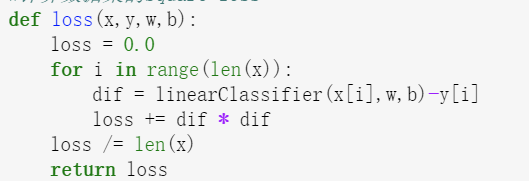 def loss(x,y,w,b):
    loss = 0.0
    for i in range(len(x)):
        dif = linearClassifier(x[i],w,b)-y[i]
        loss += dif * dif
    loss /= len(x)
    return loss